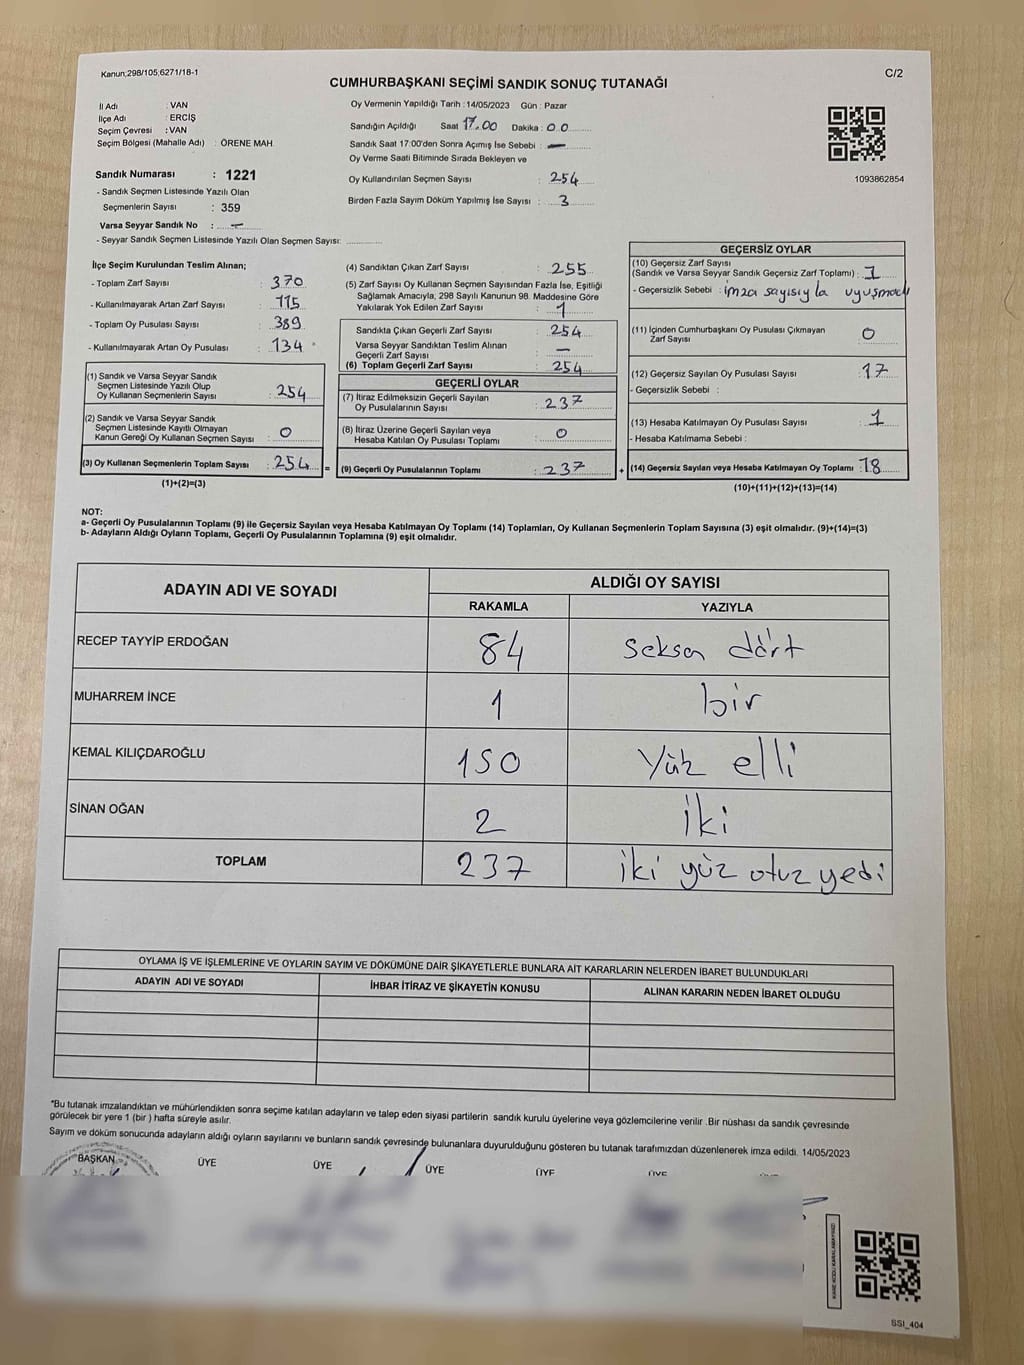 Kanun;298/105;6271/18-1
C/2
CUMHURBAŞKANI SEÇİMİ SANDIK SONUÇ TUTANAĞI
İl Adı : VAN
İlçe Adı : ERCİŞ
Seçim Çevresi : VAN
Seçim Bölgesi (Mahalle Adı) : ÖRENE MAH.
Sandık Numarası : 1221
- Sandık Seçmen Listesinde Yazılı Olan
Seçmenlerin Sayısı : 359
Varsa Seyyar Sandık No : —
- Seyyar Sandık Seçmen Listesinde Yazılı Olan Seçmen Sayısı:
Oy Vermenin Yapıldığı Tarih : 14/05/2023 Gün : Pazar
Sandığın Açıldığı Saat 17.00 Dakika : 00
Sandık Saat 17:00'den Sonra Açımış İse Sebebi : —
Oy Verme Saati Bitiminde Sırada Bekleyen ve
Oy Kullandırılan Seçmen Sayısı : 254
Birden Fazla Sayım Döküm Yapılmış İse Sayısı : 3
1093862854
İlçe Seçim Kurulundan Teslim Alınan;
- Toplam Zarf Sayısı : 370
- Kullanılmayarak Artan Zarf Sayısı : 115
- Toplam Oy Pusulası Sayısı : 389
- Kullanılmayarak Artan Oy Pusulası : 134
(1) Sandık ve Varsa Seyyar Sandık
Seçmen Listesinde Yazılı Olup
Oy Kullanan Seçmenlerin Sayısı : 254
(2) Sandık ve Varsa Seyyar Sandık
Seçmen Listesinde Kayıtlı Olmayan
Kanun Gereği Oy Kullanan Seçmen Sayısı : 0
(3) Oy Kullanan Seçmenlerin Toplam Sayısı : 254
(1)+(2)=(3)
(4) Sandıktan Çıkan Zarf Sayısı : 255
(5) Zarf Sayısı Oy Kullanan Seçmen Sayısından Fazla İse, Eşitliği
Sağlamak Amacıyla, 298 Sayılı Kanunun 98. Maddesine Göre
Yakılarak Yok Edilen Zarf Sayısı : 1
Sandıkta Çıkan Geçerli Zarf Sayısı : 254
Varsa Seyyar Sandıktan Teslim Alınan
Geçerli Zarf Sayısı : —
(6) Toplam Geçerli Zarf Sayısı : 254
GEÇERLİ OYLAR
(7) İtiraz Edilmeksizin Geçerli Sayılan
Oy Pusulalarının Sayısı : 237
(8) İtiraz Üzerine Geçerli Sayılan veya
Hesaba Katılan Oy Pusulası Toplamı : 0
= (9) Geçerli Oy Pusulalarının Toplamı : 237 +
GEÇERSİZ OYLAR
(10) Geçersiz Zarf Sayısı
(Sandık ve Varsa Seyyar Sandık Geçersiz Zarf Toplamı) : 1
- Geçersizlik Sebebi : imza sayısıyla uyuşmadı
(11) İçinden Cumhurbaşkanı Oy Pusulası Çıkmayan
Zarf Sayısı : 0
(12) Geçersiz Sayılan Oy Pusulası Sayısı : 17
- Geçersizlik Sebebi :
(13) Hesaba Katılmayan Oy Pusulası Sayısı : 1
- Hesaba Katılmama Sebebi :
(14) Geçersiz Sayılan veya Hesaba Katılmayan Oy Toplamı : 18
(10)+(11)+(12)+(13)=(14)
NOT:
a- Geçerli Oy Pusulalarının Toplamı (9) ile Geçersiz Sayılan veya Hesaba Katılmayan Oy Toplamı (14) Toplamları, Oy Kullanan Seçmenlerin Toplam Sayısına (3) eşit olmalıdır. (9)+(14)=(3)
b- Adayların Aldığı Oyların Toplamı, Geçerli Oy Pusulalarının Toplamına (9) eşit olmalıdır.
ADAYIN ADI VE SOYADI
ALDIĞI OY SAYISI
RAKAMLA YAZIYLA
RECEP TAYYİP ERDOĞAN 84 Seksen dört
MUHARREM İNCE 1 bir
KEMAL KILIÇDAROĞLU 150 Yüz elli
SİNAN OĞAN 2 İki
TOPLAM 237 iki yüz otuz yedi
OYLAMA İŞ VE İŞLEMLERİNE VE OYLARIN SAYIM VE DÖKÜMÜNE DAİR ŞİKAYETLERLE BUNLARA AİT KARARLARIN NELERDEN İBARET BULUNDUKLARI
ADAYIN ADI VE SOYADI İHBAR İTİRAZ VE ŞİKAYETİN KONUSU ALINAN KARARIN NEDEN İBARET OLDUĞU
*Bu tutanak imzalandıktan ve mühürlendikten sonra seçime katılan adayların ve talep eden siyasi partilerin sandık kurulu üyelerine veya gözlemcilerine verilir .Bir nüshası da sandık çevresinde
görülecek bir yere 1 (bir ) hafta süreyle asılır.
Sayım ve döküm sonucunda adayların aldığı oyların sayılarını ve bunların sandık çevresinde bulunanlara duyurulduğunu gösteren bu tutanak tarafımızdan düzenlenerek imza edildi. 14/05/2023
BAŞKAN ÜYE ÜYE ÜYE ÜYE ÜYE
SSI_404